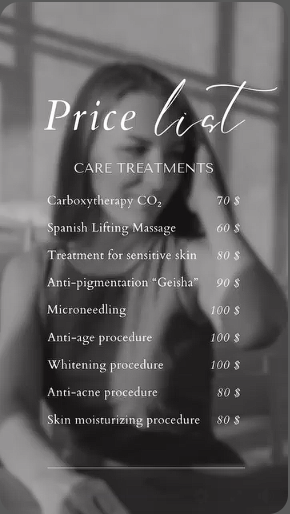 Price list
CARE TREATMENTS
Carboxytherapy CO₂ 70 $
Spanish Lifting Massage 60 $
Treatment for sensitive skin 80 $
Anti-pigmentation “Geisha” 90 $
Microneedling 100 $
Anti-age procedure 100 $
Whitening procedure 100 $
Anti-acne procedure 80 $
Skin moisturizing procedure 80 $